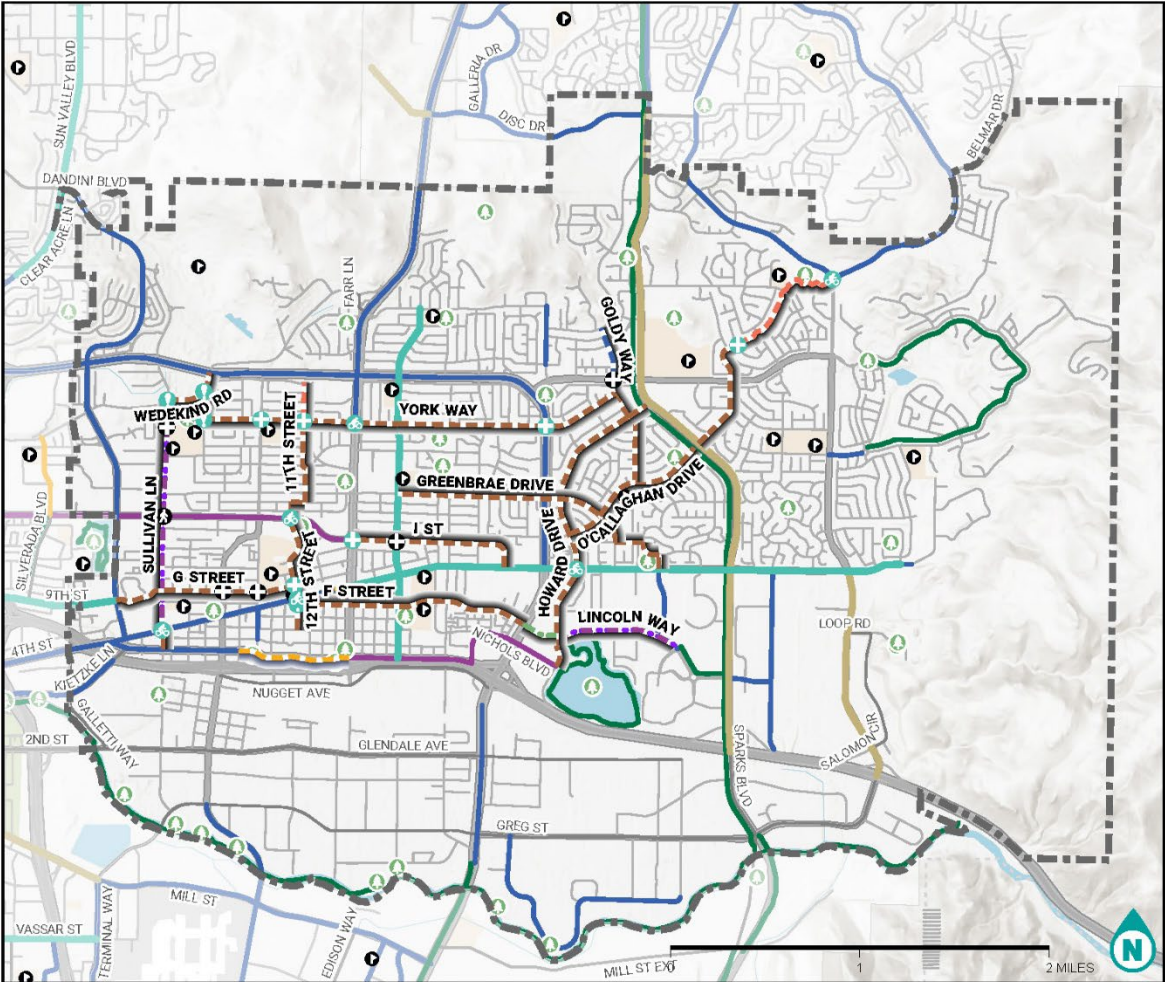 SUN VALLEY BLVD
GALLERIA DR
DISC DR
BELMAR DR
DANDINI BLVD
CLEAR ACRE LN
FARR LN
GOLDY WAY
WEDEKIND RD
YORK WAY
11TH STREET
GREENBRAE DRIVE
O'CALLAGHAN DRIVE
SILVERADA BLVD
SULLIVAN LN
I ST
HOWARD DRIVE
G STREET
12TH STREET
F STREET
9TH ST
LINCOLN WAY
LOOP RD
4TH ST
KIETZKE LN
NICHOLS BLVD
NUGGET AVE
GALLETTI WAY
2ND ST
GLENDALE AVE
SPARKS BLVD
SALOMON CIR
GREG ST
MILL ST
TERMINAL WAY
EDISON WAY
VASSAR ST
MILL ST EXT
0
1
2 MILES
N